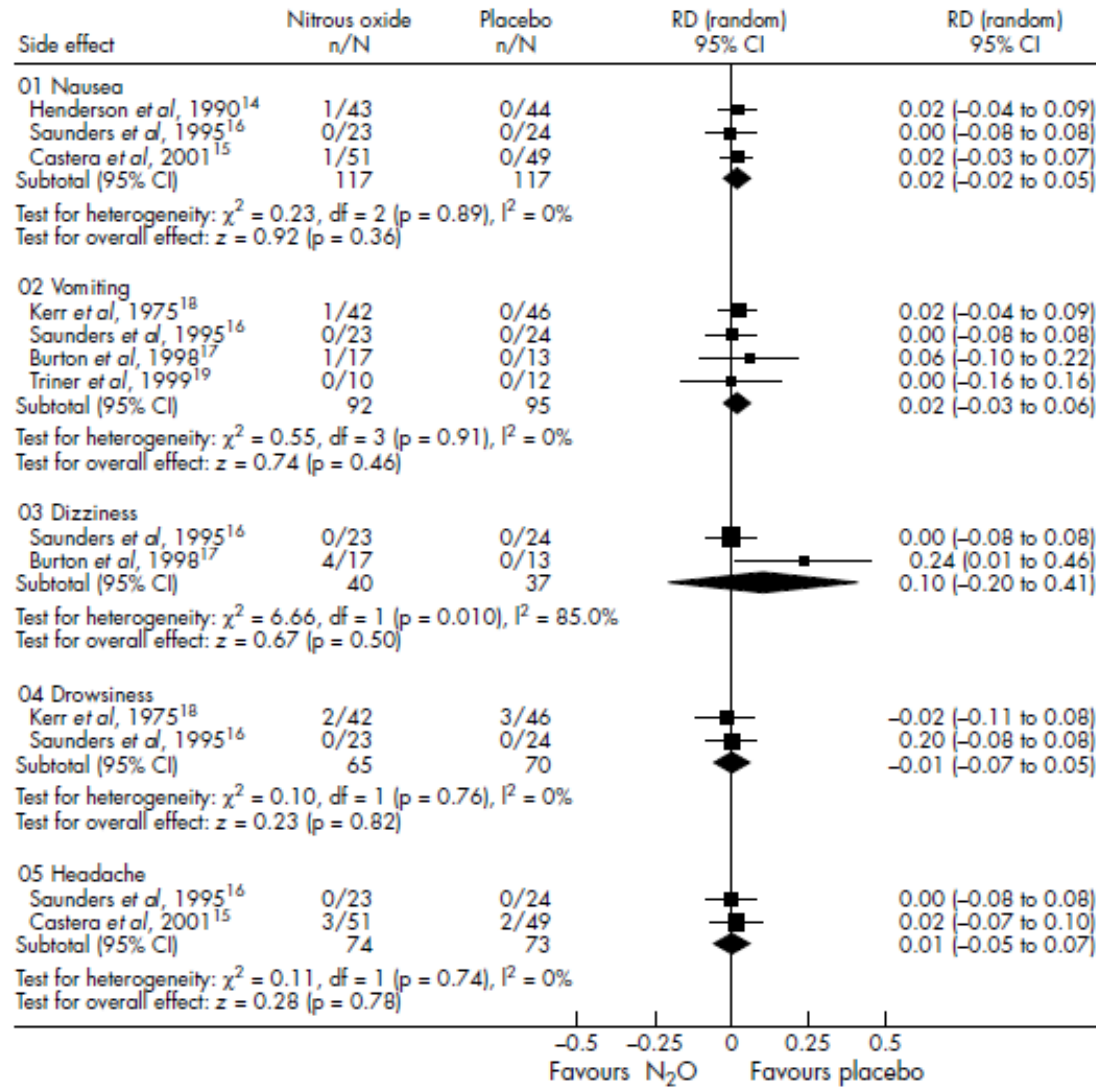 Nitrous oxide Placebo RD (random) RD (random)
Side effect n/N n/N 95% CI 95% CI
01 Nausea
Henderson et al, 1990¹⁴ 1/43 0/44 0.02 (–0.04 to 0.09)
Saunders et al, 1995¹⁶ 0/23 0/24 0.00 (–0.08 to 0.08)
Castera et al, 2001¹⁵ 1/51 0/49 0.02 (–0.03 to 0.07)
Subtotal (95% CI) 117 117 0.02 (–0.02 to 0.05)
Test for heterogeneity: χ² = 0.23, df = 2 (p = 0.89), I² = 0%
Test for overall effect: z = 0.92 (p = 0.36)
02 Vomiting
Kerr et al, 1975¹⁸ 1/42 0/46 0.02 (–0.04 to 0.09)
Saunders et al, 1995¹⁶ 0/23 0/24 0.00 (–0.08 to 0.08)
Burton et al, 1998¹⁷ 1/17 0/13 0.06 (–0.10 to 0.22)
Triner et al, 1999¹⁹ 0/10 0/12 0.00 (–0.16 to 0.16)
Subtotal (95% CI) 92 95 0.02 (–0.03 to 0.06)
Test for heterogeneity: χ² = 0.55, df = 3 (p = 0.91), I² = 0%
Test for overall effect: z = 0.74 (p = 0.46)
03 Dizziness
Saunders et al, 1995¹⁶ 0/23 0/24 0.00 (–0.08 to 0.08)
Burton et al, 1998¹⁷ 4/17 0/13 0.24 (0.01 to 0.46)
Subtotal (95% CI) 40 37 0.10 (–0.20 to 0.41)
Test for heterogeneity: χ² = 6.66, df = 1 (p = 0.010), I² = 85.0%
Test for overall effect: z = 0.67 (p = 0.50)
04 Drowsiness
Kerr et al, 1975¹⁸ 2/42 3/46 –0.02 (–0.11 to 0.08)
Saunders et al, 1995¹⁶ 0/23 0/24 0.20 (–0.08 to 0.08)
Subtotal (95% CI) 65 70 –0.01 (–0.07 to 0.05)
Test for heterogeneity: χ² = 0.10, df = 1 (p = 0.76), I² = 0%
Test for overall effect: z = 0.23 (p = 0.82)
05 Headache
Saunders et al, 1995¹⁶ 0/23 0/24 0.00 (–0.08 to 0.08)
Castera et al, 2001¹⁵ 3/51 2/49 0.02 (–0.07 to 0.10)
Subtotal (95% CI) 74 73 0.01 (–0.05 to 0.07)
Test for heterogeneity: χ² = 0.11, df = 1 (p = 0.74), I² = 0%
Test for overall effect: z = 0.28 (p = 0.78)
–0.5 –0.25 0 0.25 0.5
Favours N₂O Favours placebo